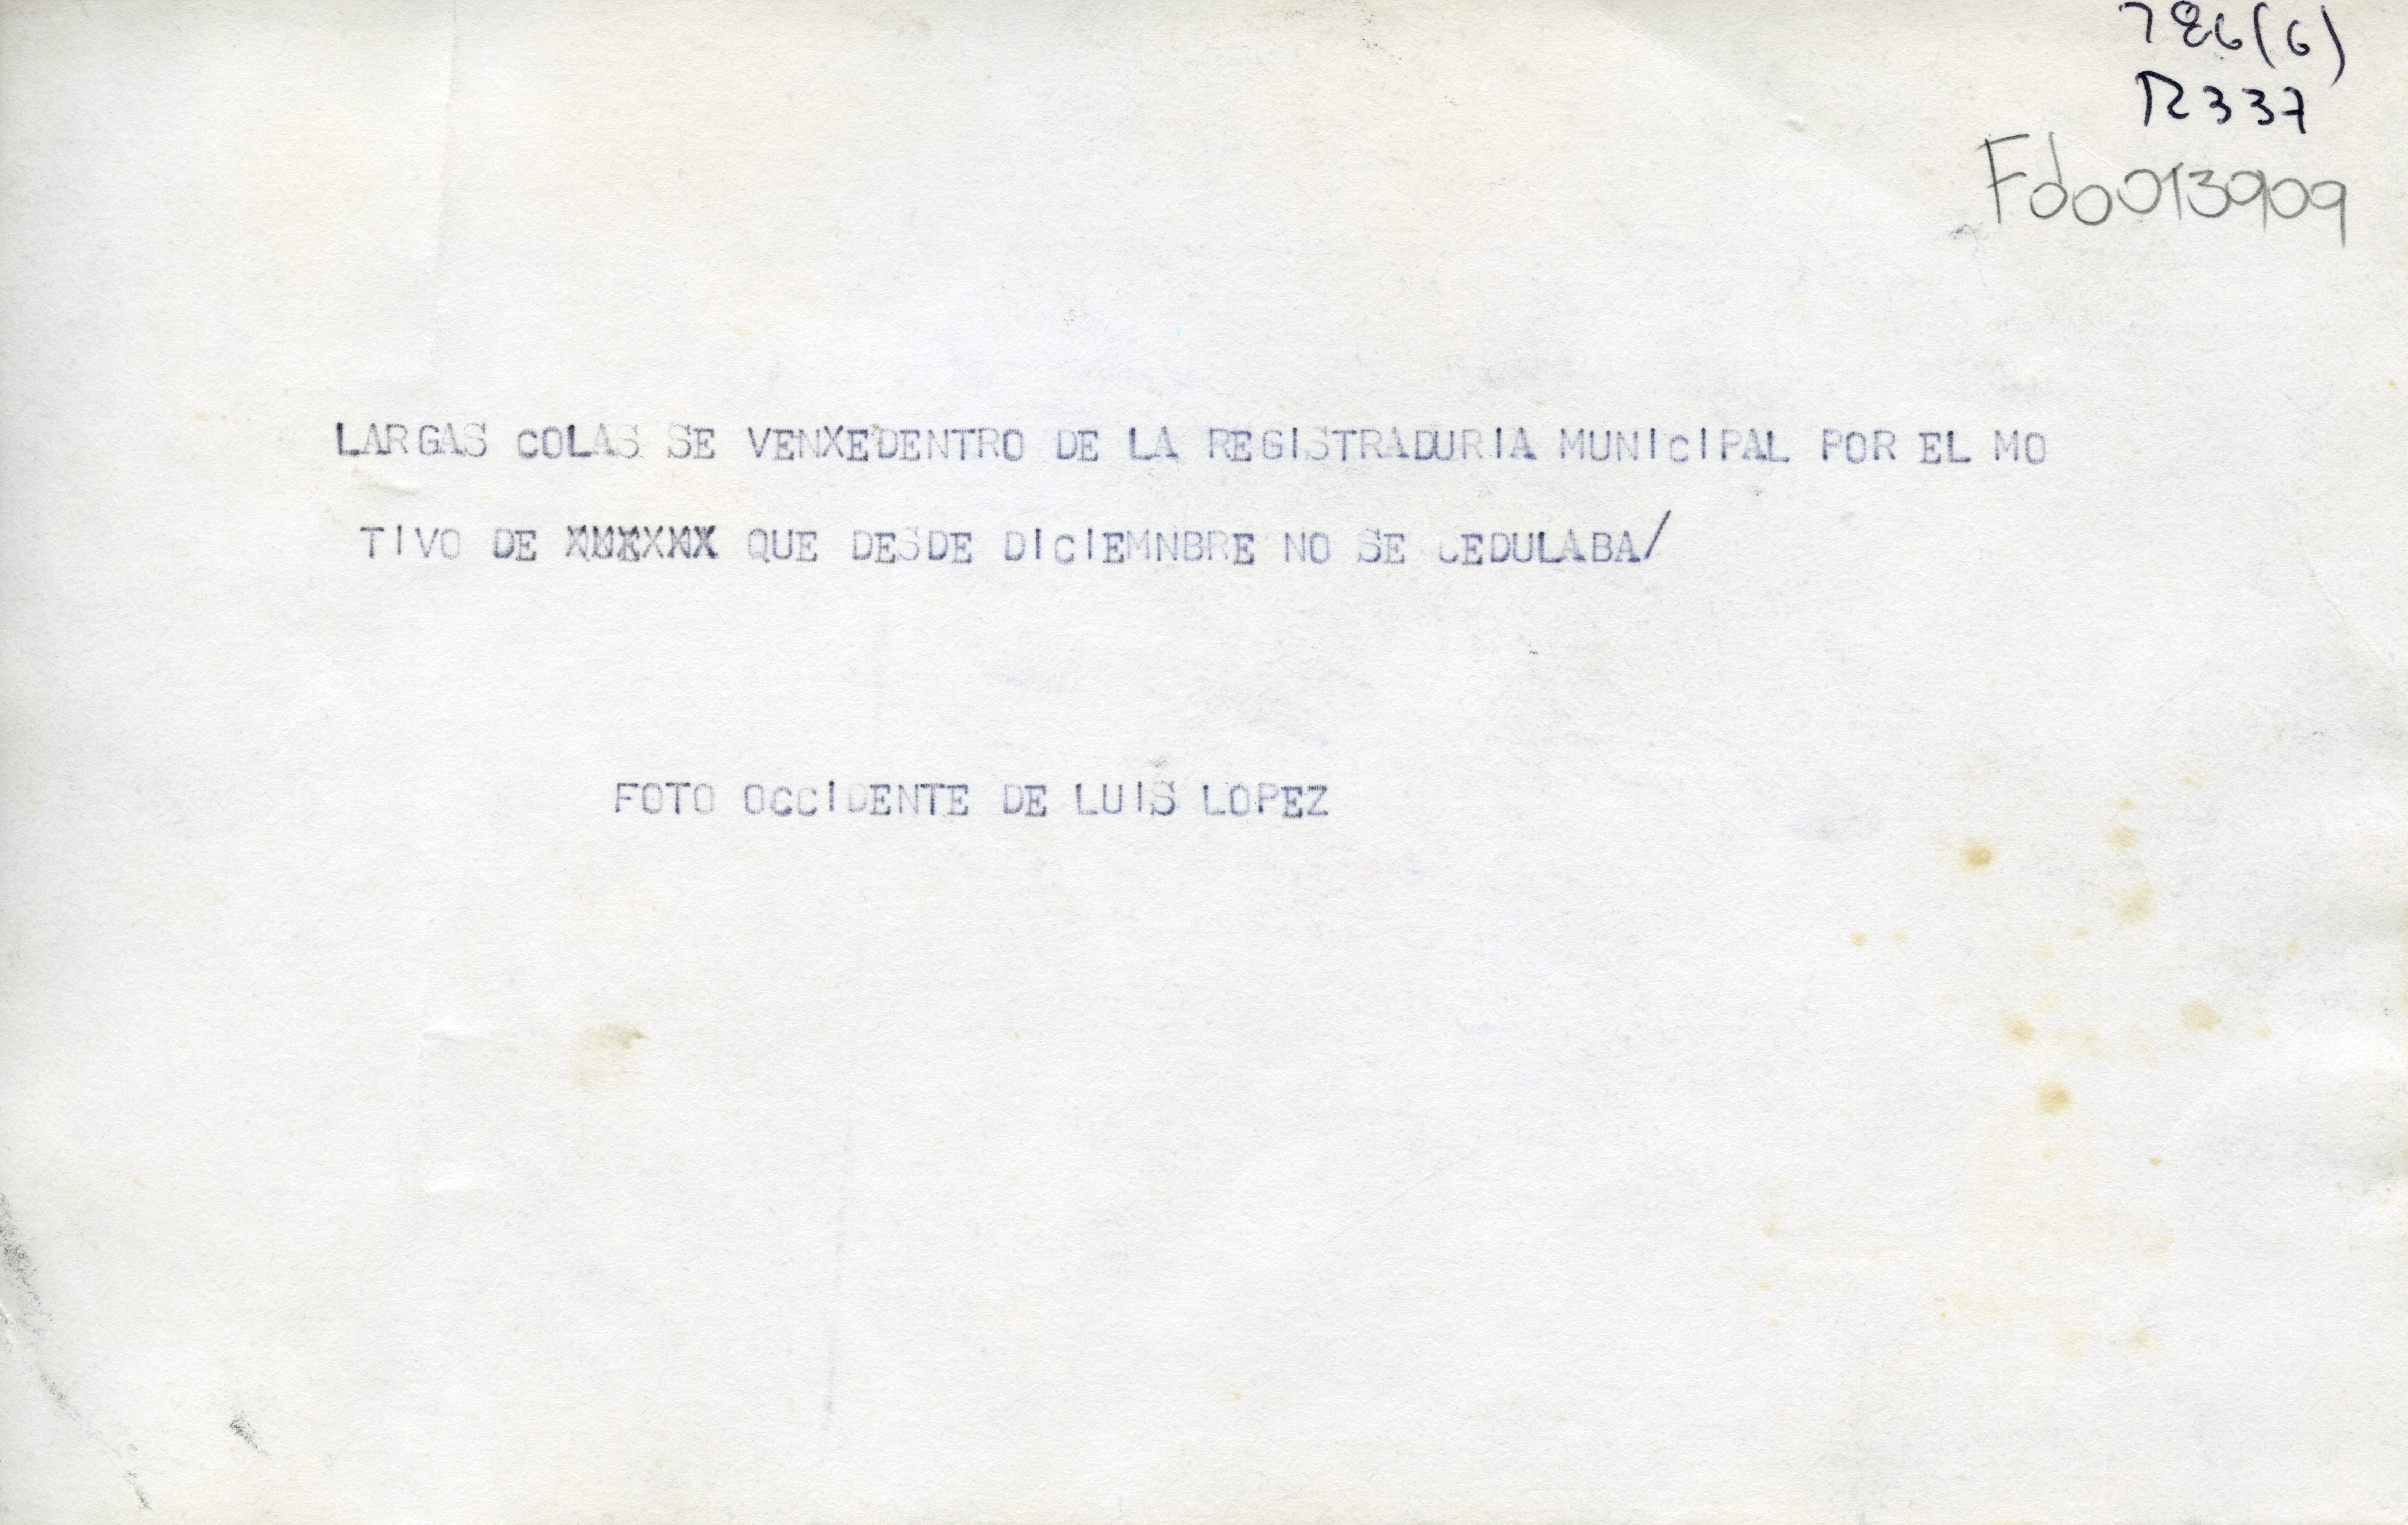 786(6)
R337
Fd0013909
LARGAS COLAS SE VENXEDENTRO DE LA REGISTRADURIA MUNICIPAL POR EL MO
TIVO DE QUE DESDE DICIEMNBRE NO SE CEDULABA/
FOTO OCCIDENTE DE LUIS LOPEZ